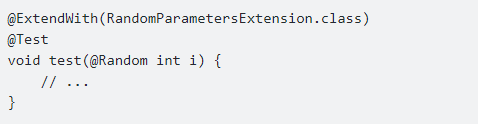 @ExtendWith(RandomParametersExtension.class)
@Test
void test(@Random int i) {
    // ...
}